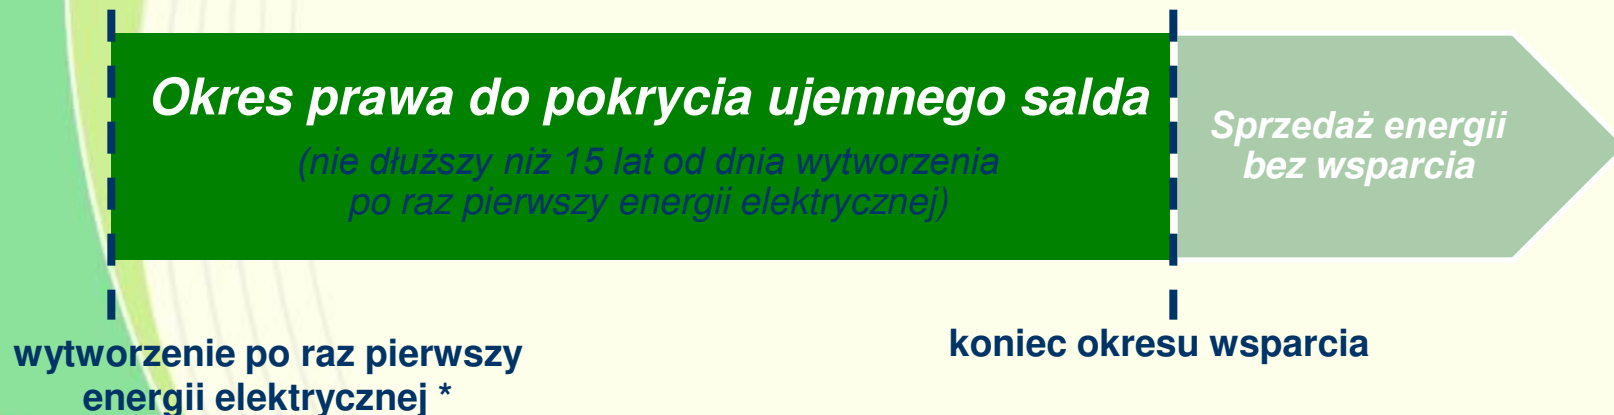 Okres prawa do pokrycia ujemnego salda
(nie dłuższy niż 15 lat od dnia wytworzenia
po raz pierwszy energii elektrycznej)
Sprzedaż energii
bez wsparcia
wytworzenie po raz pierwszy
energii elektrycznej *
koniec okresu wsparcia